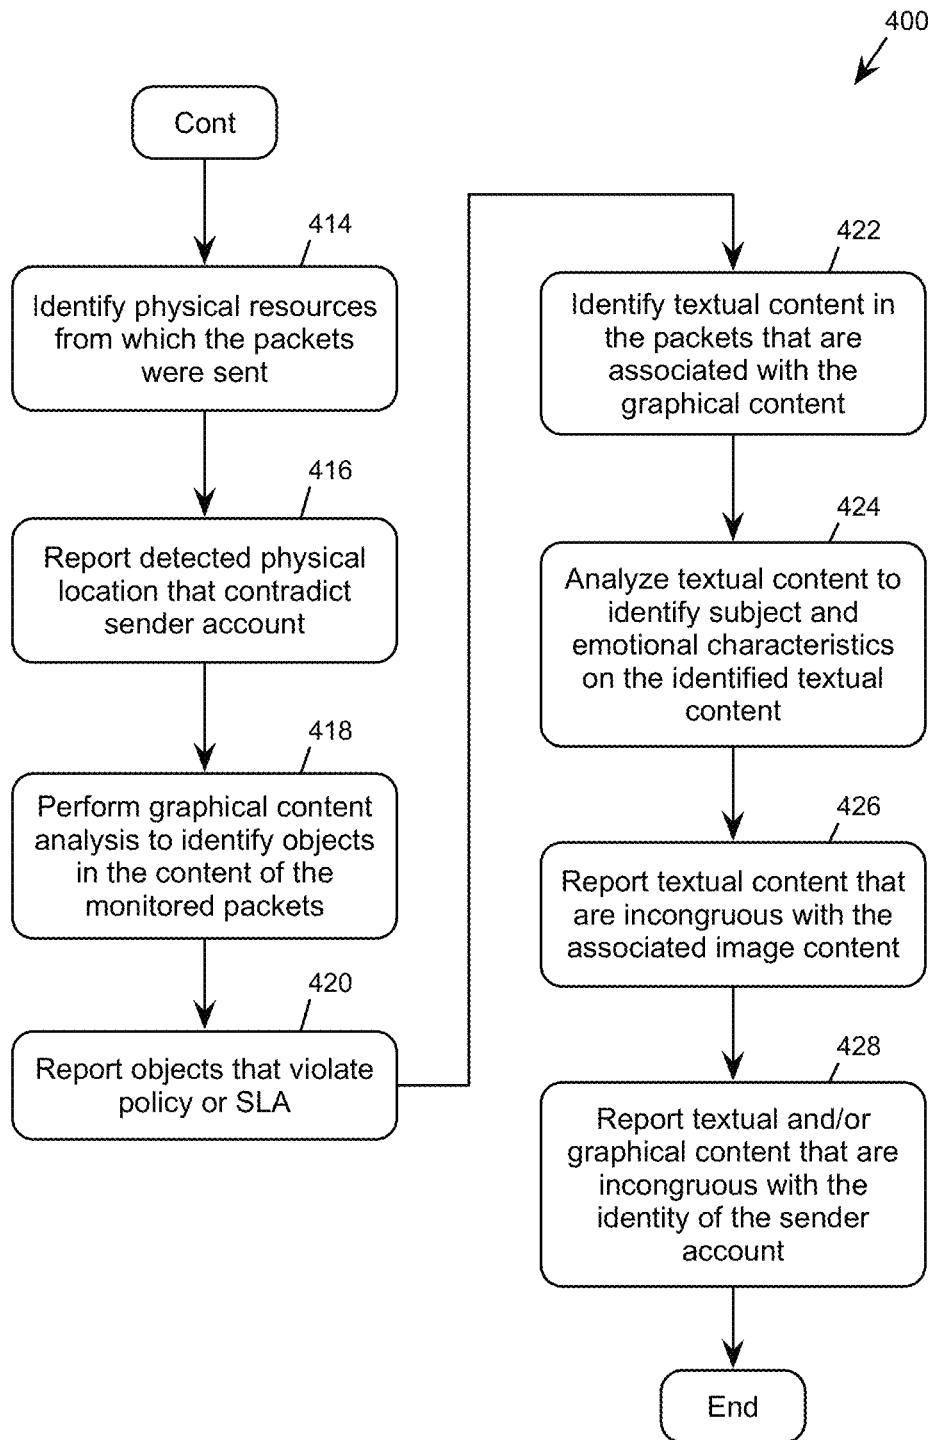 400
Cont
414
Identify physical resources
from which the packets
were sent
416
Report detected physical
location that contradict
sender account
418
Perform graphical content
analysis to identify objects
in the content of the
monitored packets
420
Report objects that violate
policy or SLA
422
Identify textual content in
the packets that are
associated with the
graphical content
424
Analyze textual content to
identify subject and
emotional characteristics
on the identified textual
content
426
Report textual content that
are incongruous with the
associated image content
428
Report textual and/or
graphical content that are
incongruous with the
identity of the sender
account
End